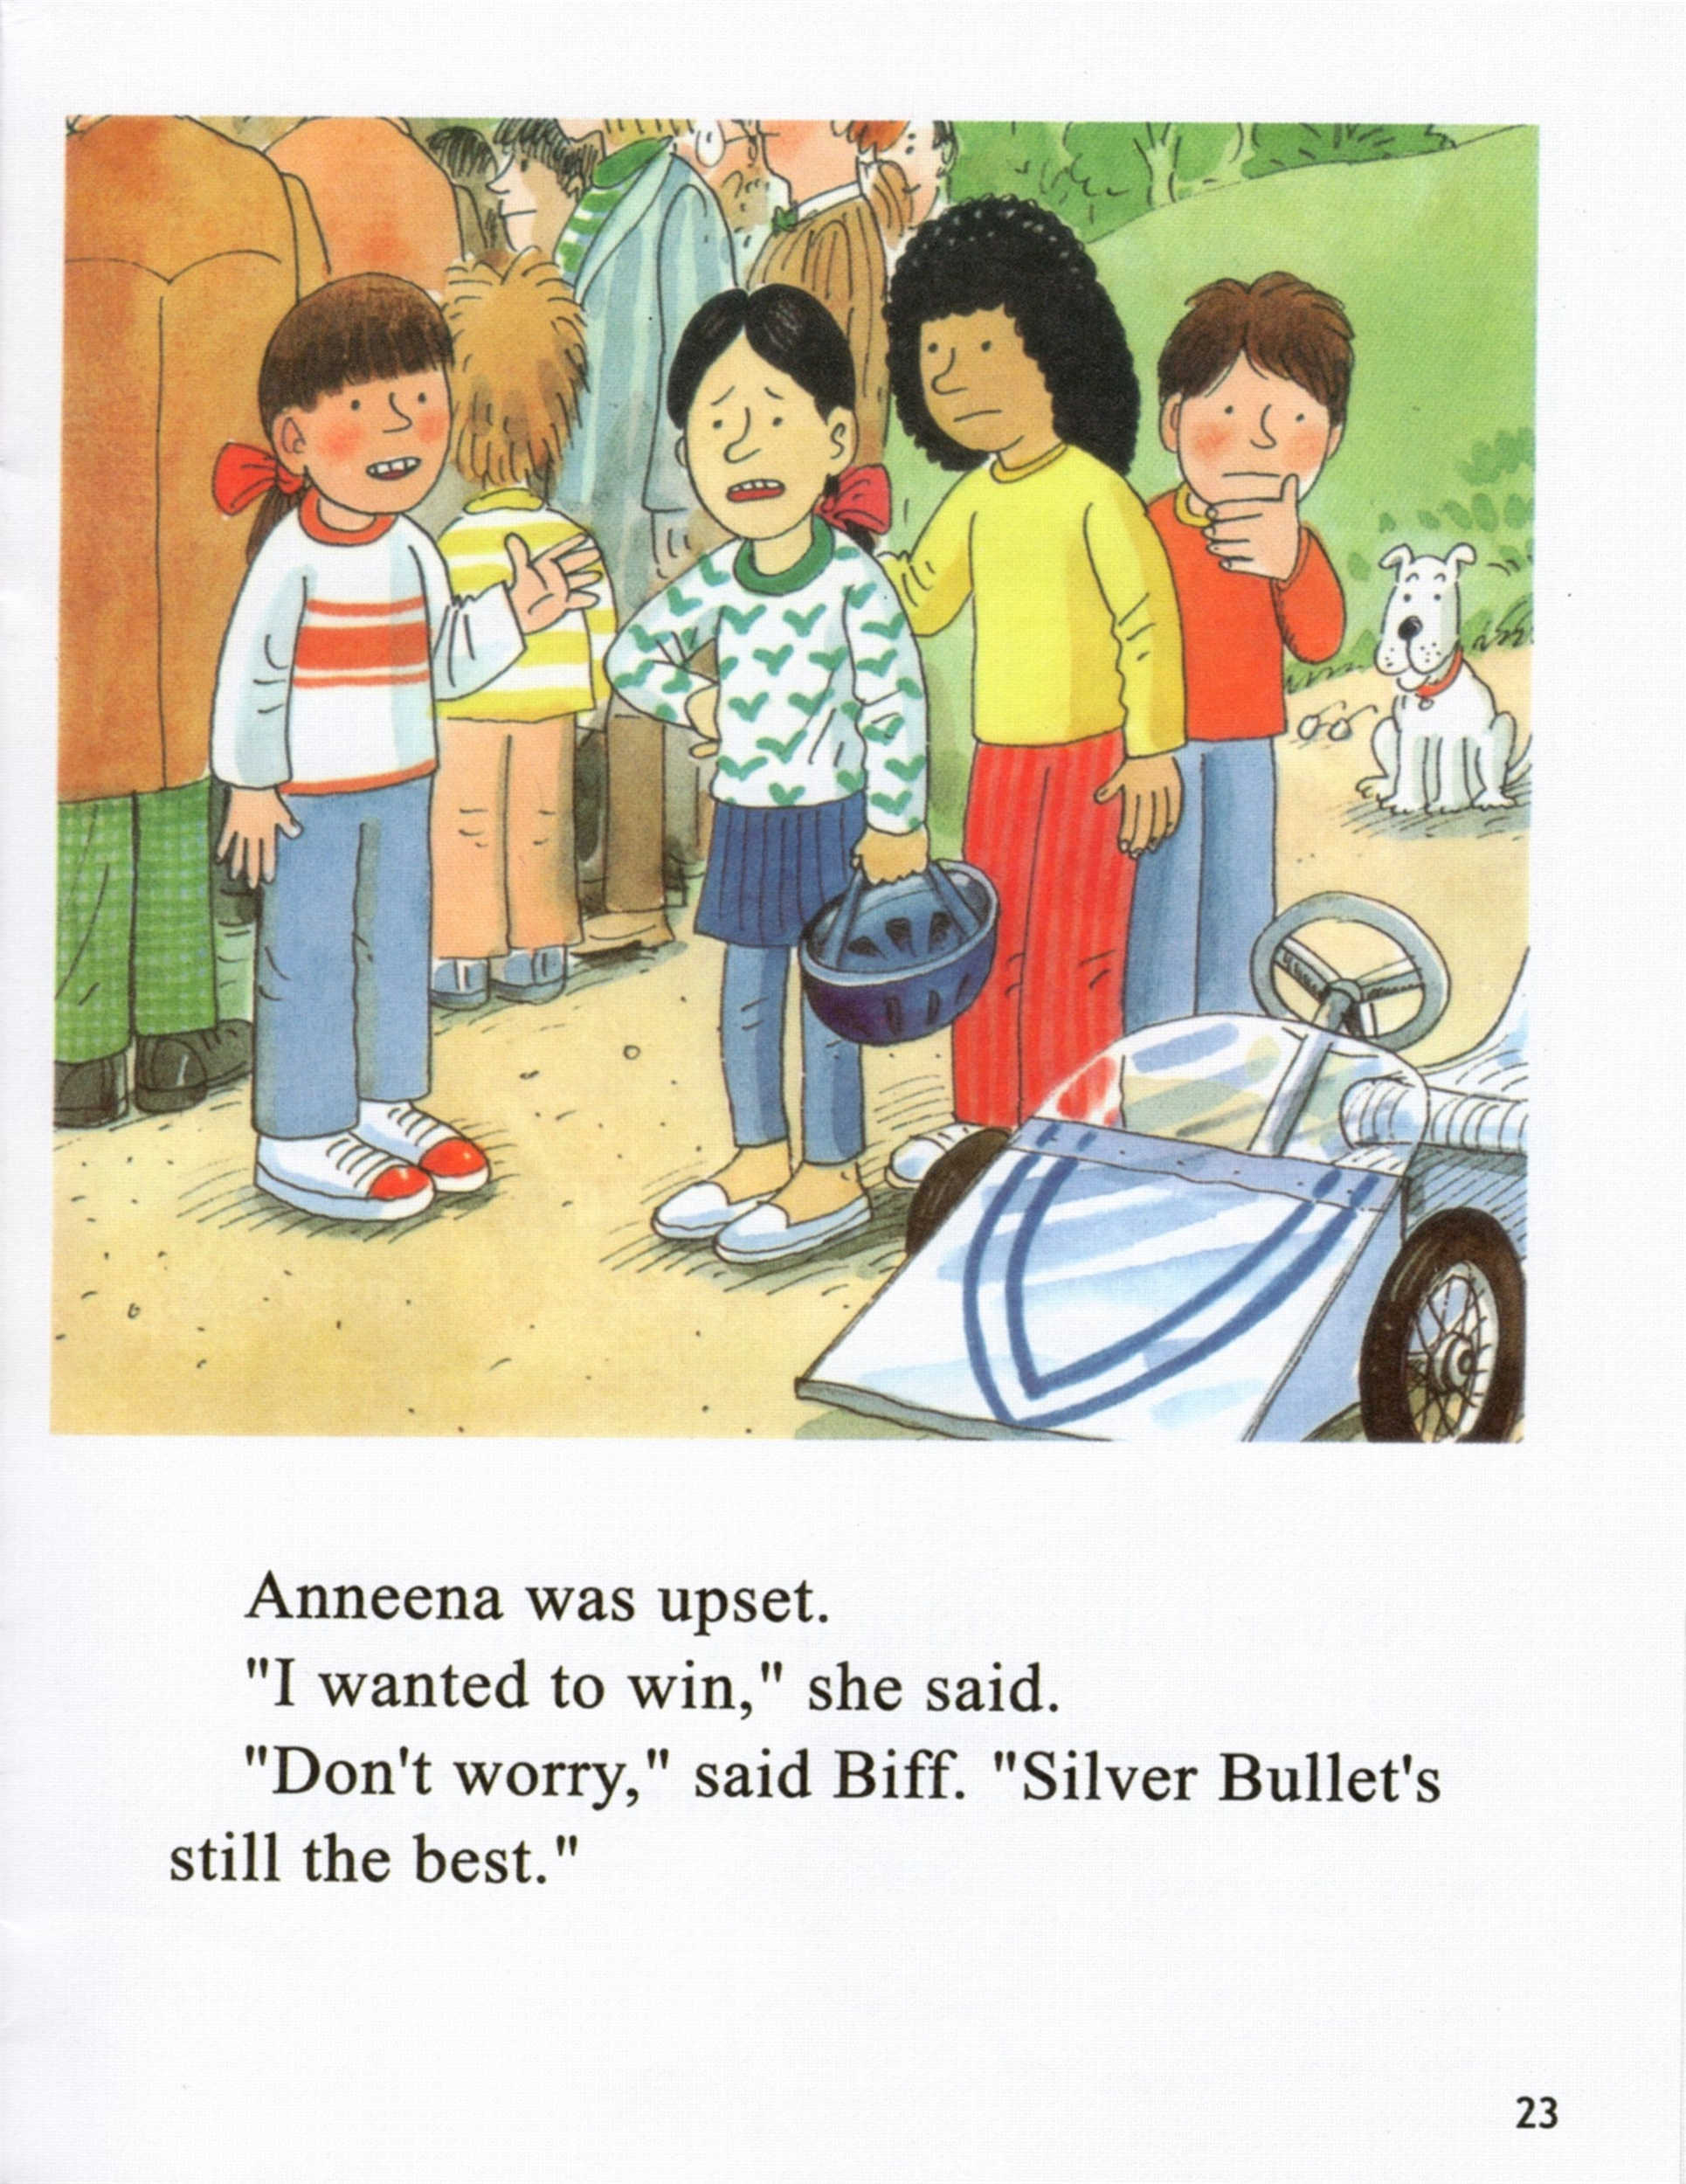 Anneena was upset.
"I wanted to win," she said.
"Don't worry," said Biff. "Silver Bullet's
still the best."
23